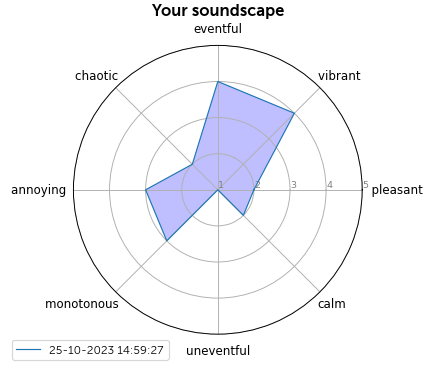 Your soundscape
eventful
chaotic
vibrant
annoying
1
2
3
4
5
pleasant
monotonous
calm
uneventful
25-10-2023 14:59:27